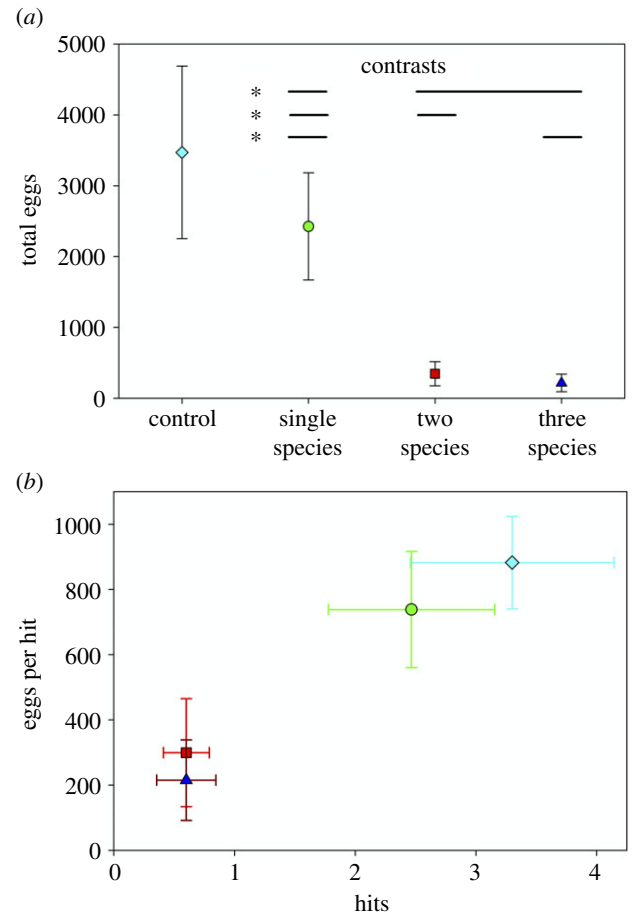 (a)
5000
4000
3000
2000
1000
0
total eggs
contrasts
*
*
*
control
single species
two species
three species
(b)
1000
800
600
400
200
0
eggs per hit
0 1 2 3 4
hits